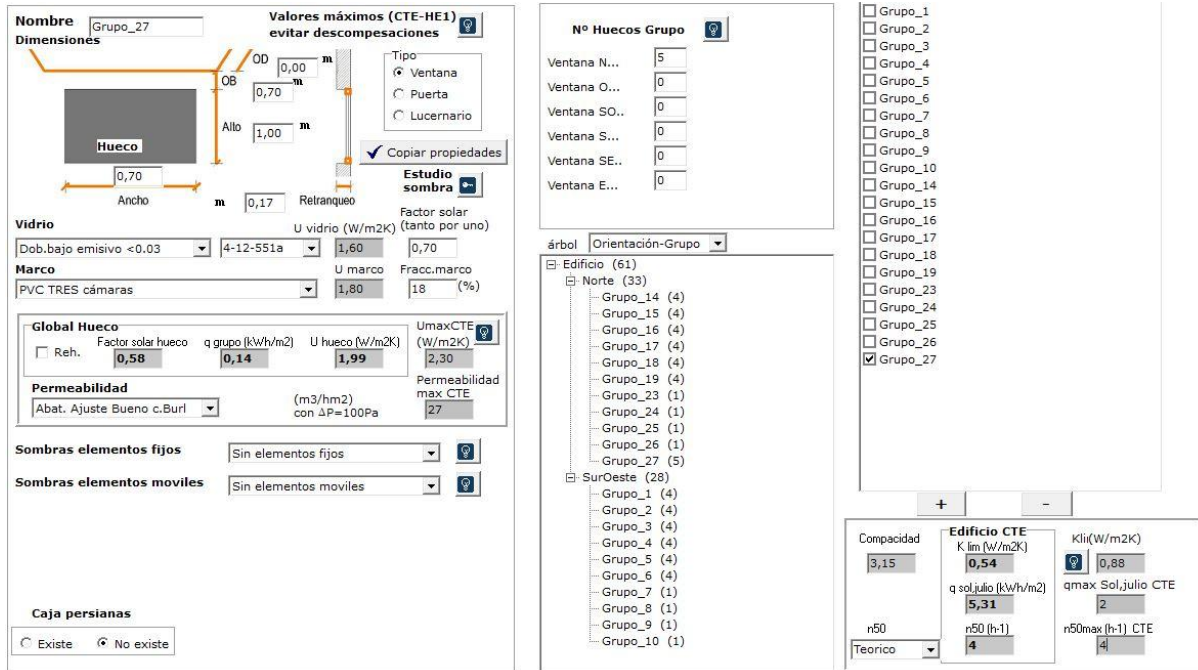 Nombre Grupo_27
Valores máximos (CTE-HE1)
evitar descompesaciones
Dimensiones
OD 0,00 m
OB 0,70 m
Alto 1,00 m
Hueco
0,70
Ancho
m 0,17 Retranqueo
Tipo
Ventana
Puerta
Lucernario
Copiar propiedades
Estudio
sombra
Vidrio
U vidrio (W/m2K)
Factor solar
(tanto por uno)
Dob.bajo emisivo <0.03 4-12-551a 1,60 0,70
Marco U marco Fracc.marco
PVC TRES cámaras 1,80 18 (%)
Global Hueco
Reh.
Factor solar hueco q grupo (kWh/m2) U hueco (W/m2K)
0,58 0,14 1,99
UmaxCTE
(W/m2K)
2,30
Permeabilidad
Abat. Ajuste Bueno c.Burl
(m3/hm2)
con ΔP=100Pa
Permeabilidad
max CTE
27
Sombras elementos fijos Sin elementos fijos
Sombras elementos moviles Sin elementos moviles
Caja persianas
Existe No existe
Nº Huecos Grupo
Ventana N... 5
Ventana O... 0
Ventana SO.. 0
Ventana S... 0
Ventana SE.. 0
Ventana E... 0
árbol Orientación-Grupo
Edificio (61)
Norte (33)
Grupo_14 (4)
Grupo_15 (4)
Grupo_16 (4)
Grupo_17 (4)
Grupo_18 (4)
Grupo_19 (4)
Grupo_23 (1)
Grupo_24 (1)
Grupo_25 (1)
Grupo_26 (1)
Grupo_27 (5)
SurOeste (28)
Grupo_1 (4)
Grupo_2 (4)
Grupo_3 (4)
Grupo_4 (4)
Grupo_5 (4)
Grupo_6 (4)
Grupo_7 (1)
Grupo_8 (1)
Grupo_9 (1)
Grupo_10 (1)
Grupo_1
Grupo_2
Grupo_3
Grupo_4
Grupo_5
Grupo_6
Grupo_7
Grupo_8
Grupo_9
Grupo_10
Grupo_14
Grupo_15
Grupo_16
Grupo_17
Grupo_18
Grupo_19
Grupo_23
Grupo_24
Grupo_25
Grupo_26
Grupo_27
+ -
Compacidad
3,15
n50
Teorico
Edificio CTE
K lim (W/m2K)
0,54
q sol,julio (kWh/m2)
5,31
n50 (h-1)
4
Klii(W/m2K)
0,88
qmax Sol,julio CTE
2
n50max (h-1) CTE
4